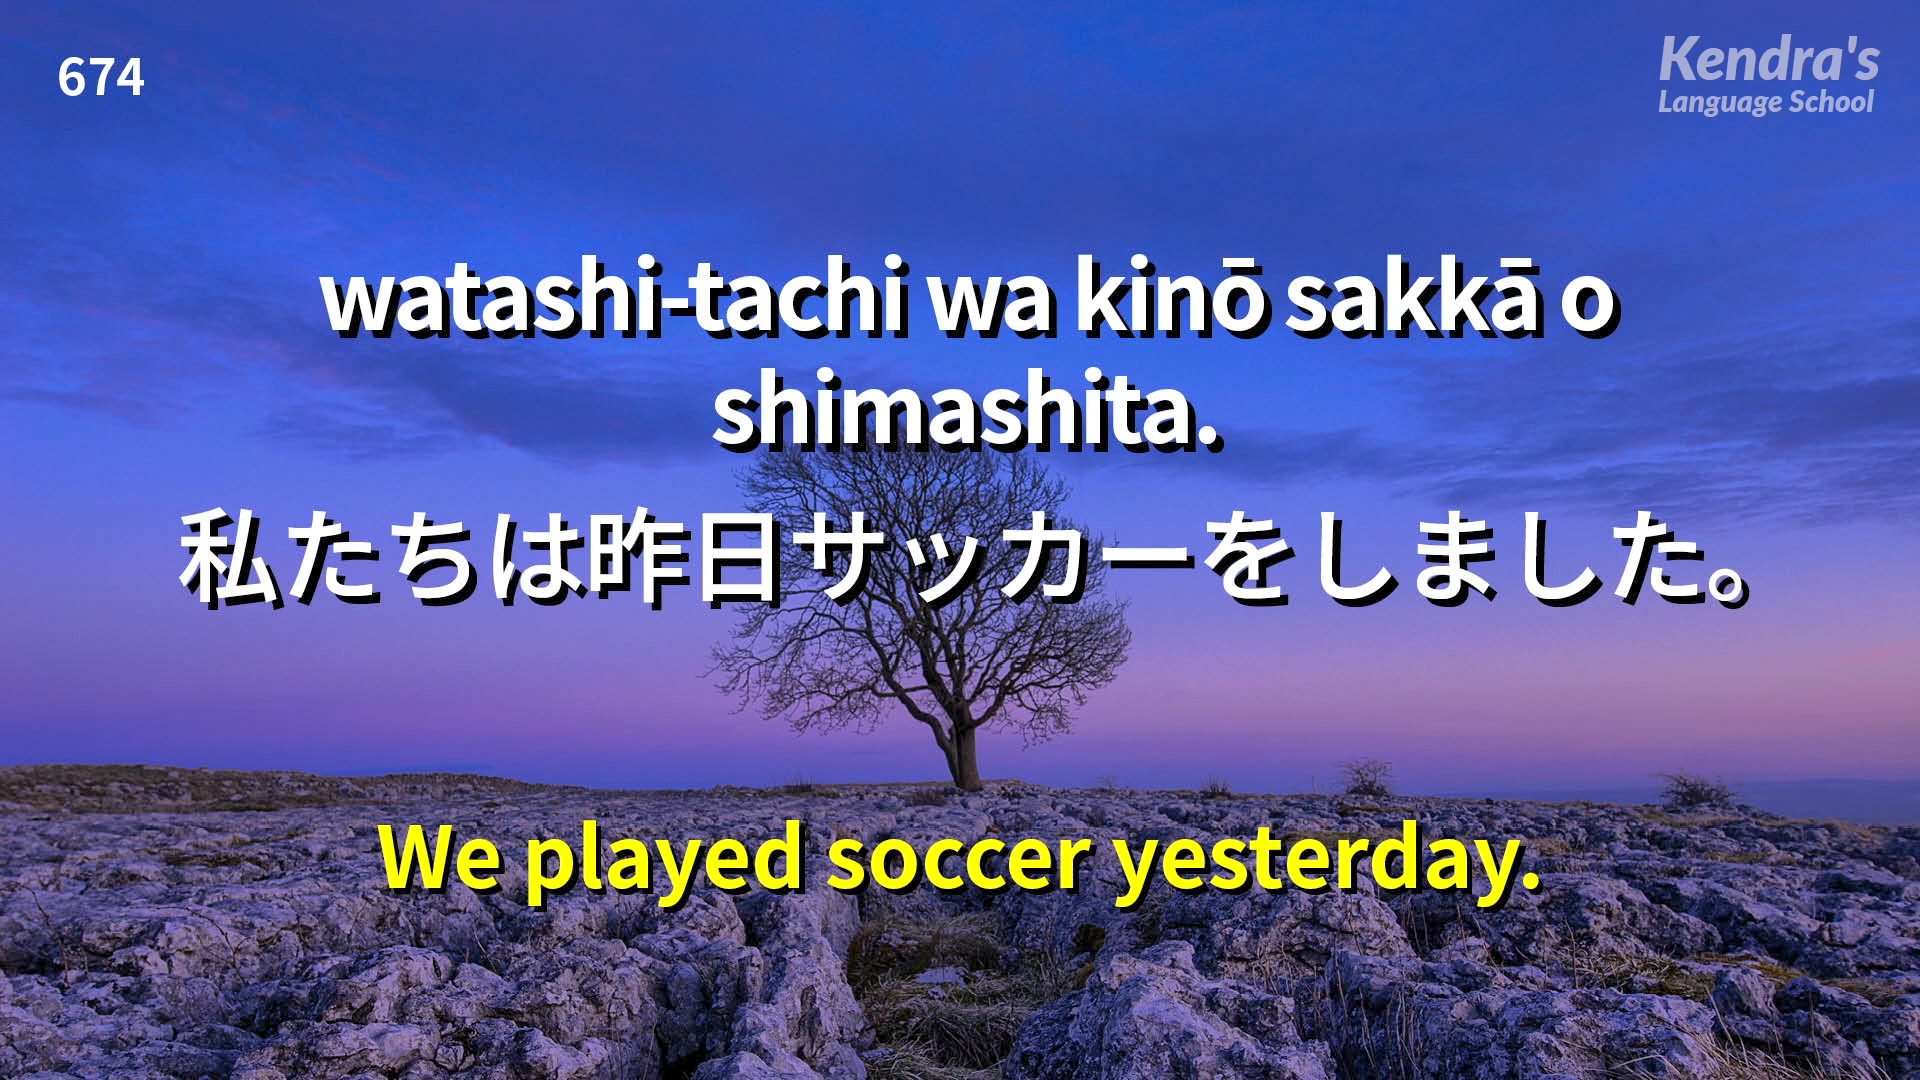 674
Kendra's
Language School
watashi-tachi wa kinō sakkā o
shimashita.
私たちは昨日サッカーをしました。
We played soccer yesterday.